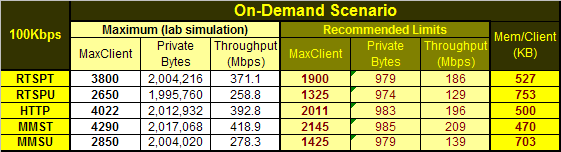 On-Demand Scenario
100Kbps Maximum (lab simulation) Recommended Limits Mem/Client (KB)
MaxClient Private Bytes Throughput (Mbps) MaxClient Private Bytes Throughput (Mbps)
RTSPT 3800 2,004,216 371.1 1900 979 186 527
RTSPU 2650 1,995,760 258.8 1325 974 129 753
HTTP 4022 2,012,932 392.8 2011 983 196 500
MMST 4290 2,017,068 418.9 2145 985 209 470
MMSU 2850 2,004,020 278.3 1425 979 139 703